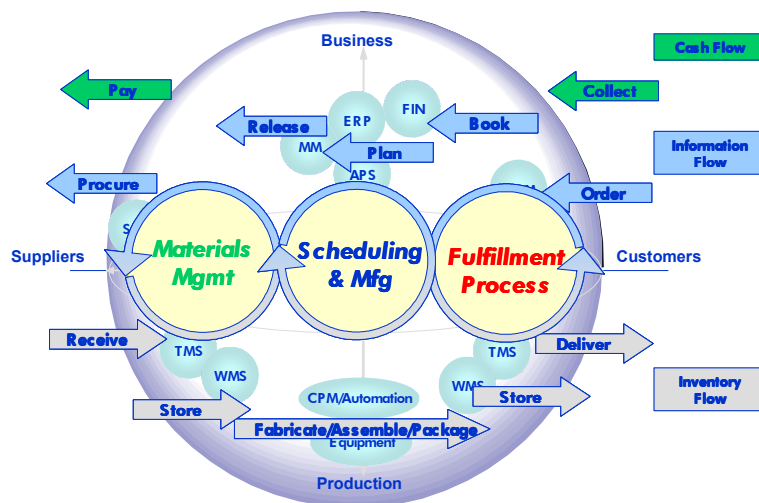 Business
Cash Flow
Pay
Collect
FIN
ERP
Release
Book
MM
Plan
Information
Flow
APS
Procure
Order
S
Materials
Mgmt
Scheduling
& Mfg
Fulfillment
Process
Suppliers
Customers
Receive
TMS
TMS
Deliver
WMS
WMS
Inventory
Flow
CPM/Automation
Store
Store
Fabricate/Assemble/Package
Equipment
Production